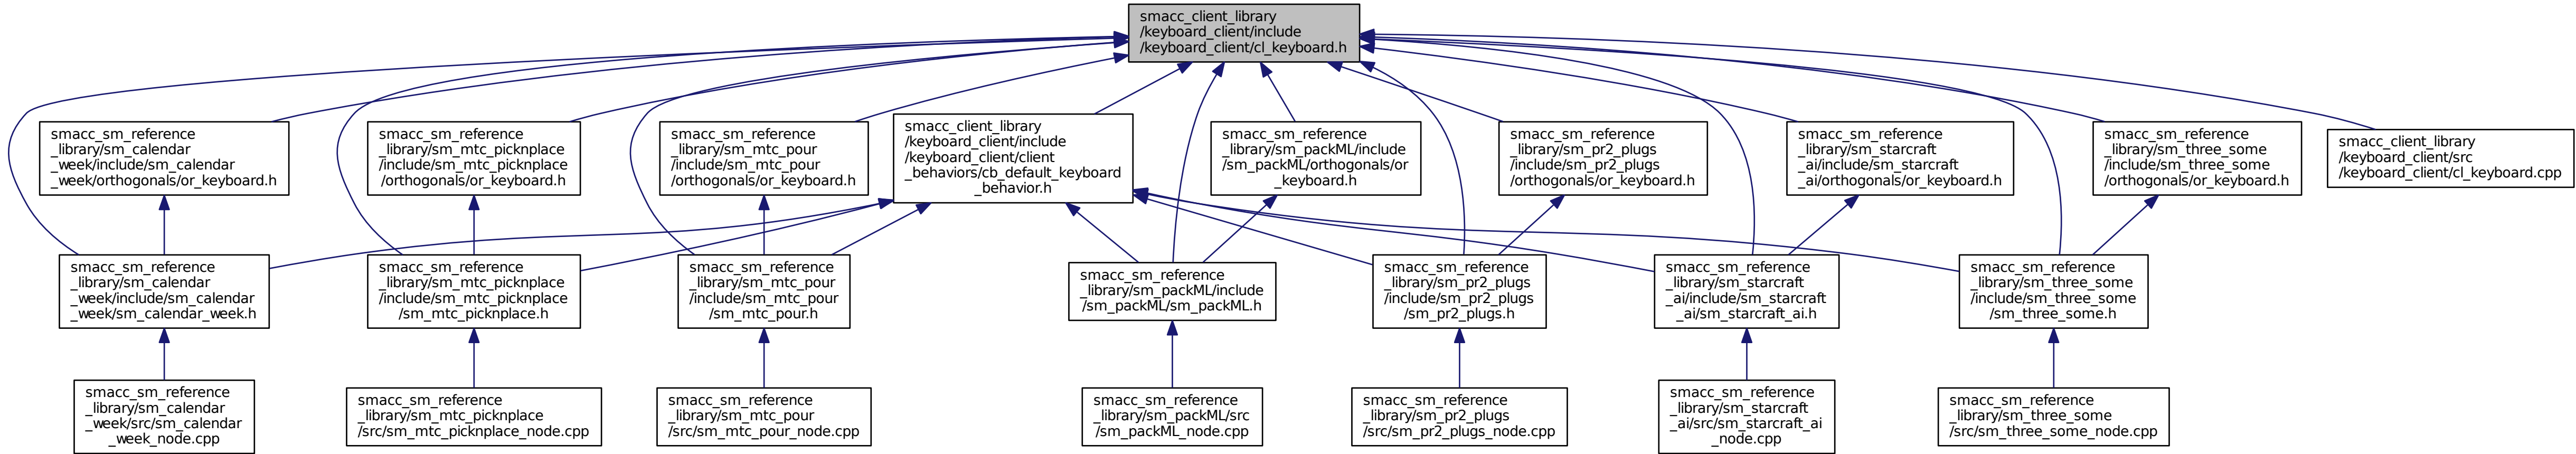 smacc_client_library
/keyboard_client/include
/keyboard_client/cl_keyboard.h
smacc_sm_reference
_library/sm_calendar
_week/include/sm_calendar
_week/orthogonals/or_keyboard.h
smacc_sm_reference
_library/sm_mtc_picknplace
/include/sm_mtc_picknplace
/orthogonals/or_keyboard.h
smacc_sm_reference
_library/sm_mtc_pour
/include/sm_mtc_pour
/orthogonals/or_keyboard.h
smacc_client_library
/keyboard_client/include
/keyboard_client/client
_behaviors/cb_default_keyboard
_behavior.h
smacc_sm_reference
_library/sm_packML/include
/sm_packML/orthogonals/or
_keyboard.h
smacc_sm_reference
_library/sm_pr2_plugs
/include/sm_pr2_plugs
/orthogonals/or_keyboard.h
smacc_sm_reference
_library/sm_starcraft
_ai/include/sm_starcraft
_ai/orthogonals/or_keyboard.h
smacc_sm_reference
_library/sm_three_some
/include/sm_three_some
/orthogonals/or_keyboard.h
smacc_client_library
/keyboard_client/src
/keyboard_client/cl_keyboard.cpp
smacc_sm_reference
_library/sm_calendar
_week/include/sm_calendar
_week/sm_calendar_week.h
smacc_sm_reference
_library/sm_mtc_picknplace
/include/sm_mtc_picknplace
/sm_mtc_picknplace.h
smacc_sm_reference
_library/sm_mtc_pour
/include/sm_mtc_pour
/sm_mtc_pour.h
smacc_sm_reference
_library/sm_packML/include
/sm_packML/sm_packML.h
smacc_sm_reference
_library/sm_pr2_plugs
/include/sm_pr2_plugs
/sm_pr2_plugs.h
smacc_sm_reference
_library/sm_starcraft
_ai/include/sm_starcraft
_ai/sm_starcraft_ai.h
smacc_sm_reference
_library/sm_three_some
/include/sm_three_some
/sm_three_some.h
smacc_sm_reference
_library/sm_calendar
_week/src/sm_calendar
_week_node.cpp
smacc_sm_reference
_library/sm_mtc_picknplace
/src/sm_mtc_picknplace_node.cpp
smacc_sm_reference
_library/sm_mtc_pour
/src/sm_mtc_pour_node.cpp
smacc_sm_reference
_library/sm_packML/src
/sm_packML_node.cpp
smacc_sm_reference
_library/sm_pr2_plugs
/src/sm_pr2_plugs_node.cpp
smacc_sm_reference
_library/sm_starcraft
_ai/src/sm_starcraft_ai
_node.cpp
smacc_sm_reference
_library/sm_three_some
/src/sm_three_some_node.cpp